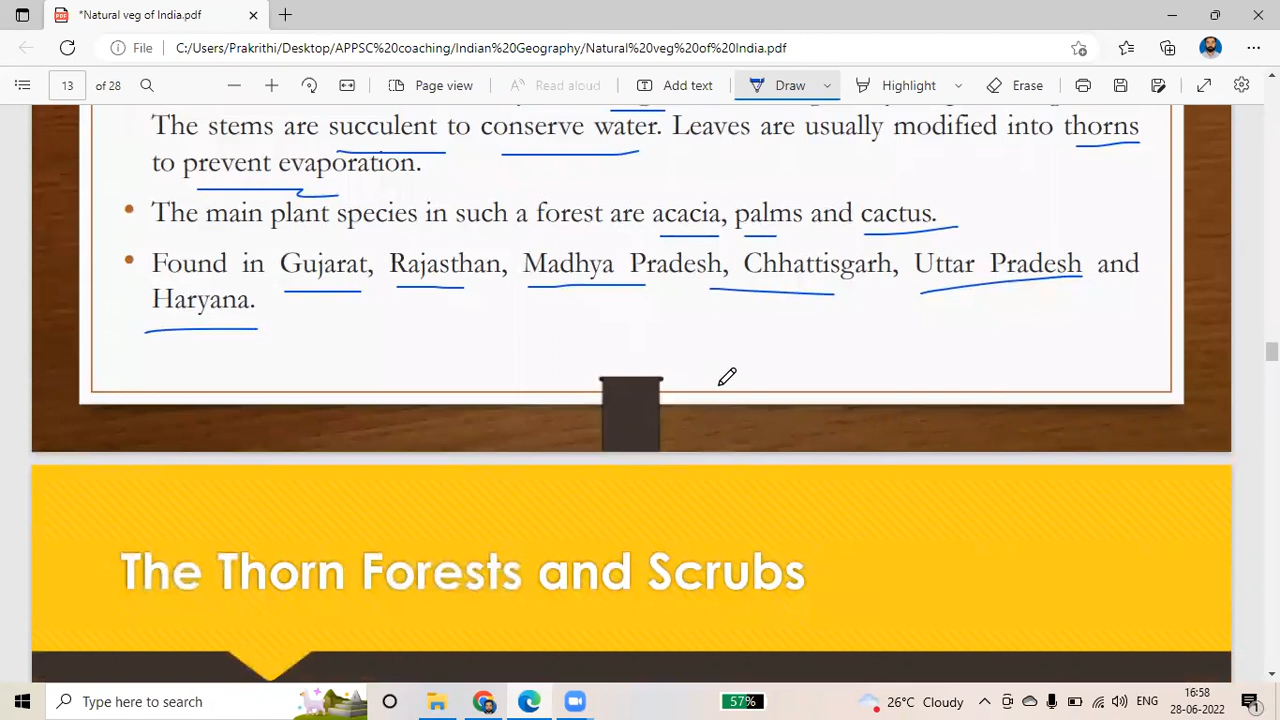 *Natural veg of India.pdf
File
C:/Users/Prakrithi/Desktop/APPSC%20coaching/Indian%20Geography/Natural%20veg%20of%20India.pdf
13 of 28
Page view
Read aloud
Add text
Draw
Highlight
Erase
The stems are succulent to conserve water. Leaves are usually modified into thorns
to prevent evaporation.
The main plant species in such a forest are acacia, palms and cactus.
Found in Gujarat, Rajasthan, Madhya Pradesh, Chhattisgarh, Uttar Pradesh and
Haryana.
The Thorn Forests and Scrubs
Type here to search
57%
26°C Cloudy
ENG
16:58
28-06-2022
1